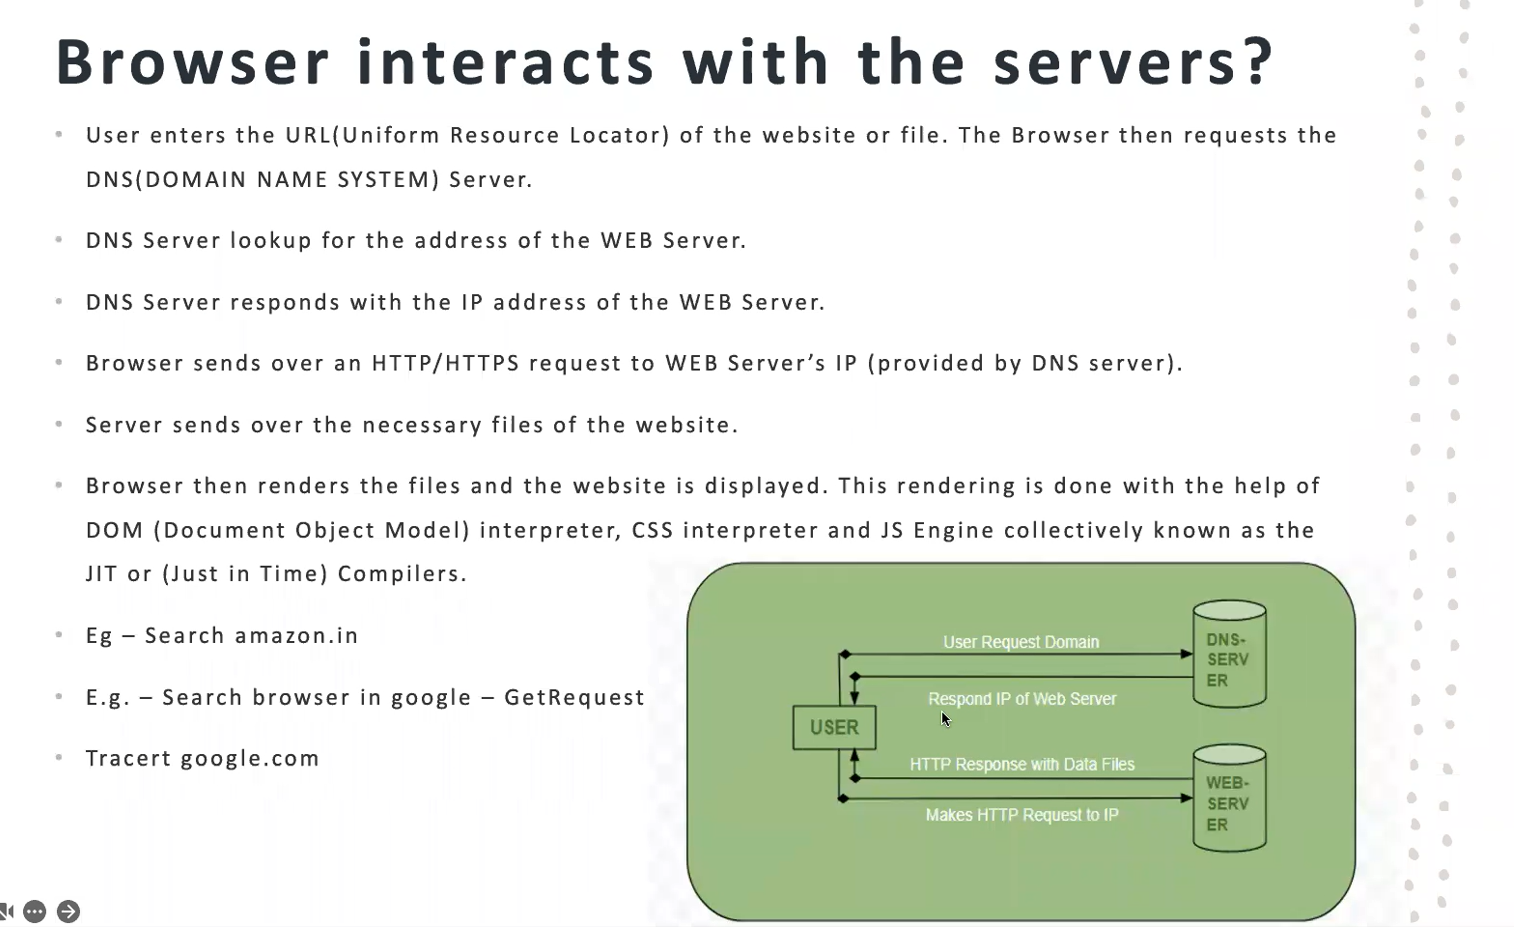 Browser interacts with the servers?
User enters the URL(Uniform Resource Locator) of the website or file. The Browser then requests the
DNS(DOMAIN NAME SYSTEM) Server.
DNS Server lookup for the address of the WEB Server.
DNS Server responds with the IP address of the WEB Server.
Browser sends over an HTTP/HTTPS request to WEB Server’s IP (provided by DNS server).
Server sends over the necessary files of the website.
Browser then renders the files and the website is displayed. This rendering is done with the help of
DOM (Document Object Model) interpreter, CSS interpreter and JS Engine collectively known as the
JIT or (Just in Time) Compilers.
Eg – Search amazon.in
E.g. – Search browser in google – GetRequest
Tracert google.com
User Request Domain
DNS-
SERV
ER
Respond IP of Web Server
USER
HTTP Response with Data Files
WEB-
SERV
ER
Makes HTTP Request to IP